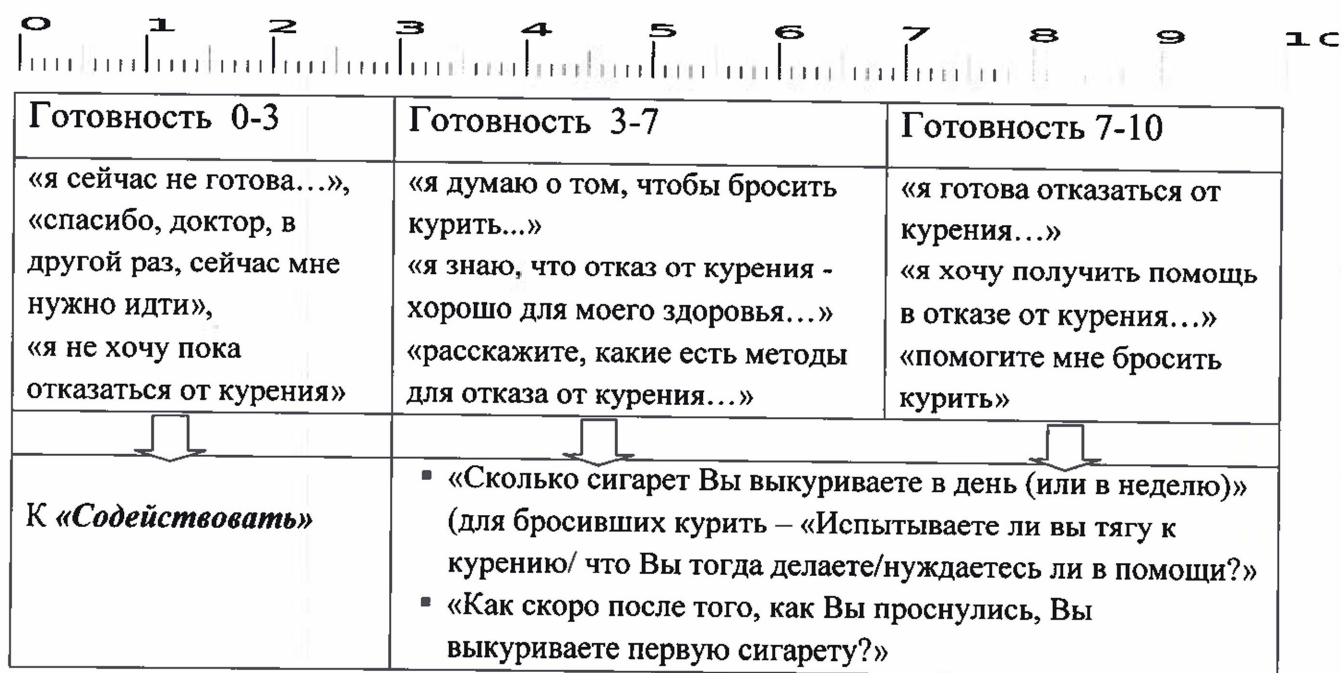 0 1 2 3 4 5 6 7 8 9 10
Готовность 0-3
Готовность 3-7
Готовность 7-10
«я сейчас не готова…»,
«спасибо, доктор, в
другой раз, сейчас мне
нужно идти»,
«я не хочу пока
отказаться от курения»
«я думаю о том, чтобы бросить
курить...»
«я знаю, что отказ от курения -
хорошо для моего здоровья…»
«расскажите, какие есть методы
для отказа от курения…»
«я готова отказаться от
курения…»
«я хочу получить помощь
в отказе от курения…»
«помогите мне бросить
курить»
К «Содействовать»
▪ «Сколько сигарет Вы выкуриваете в день (или в неделю)»
(для бросивших курить – «Испытываете ли вы тягу к
курению/ что Вы тогда делаете/нуждаетесь ли в помощи?»
▪ «Как скоро после того, как Вы проснулись, Вы
выкуриваете первую сигарету?»